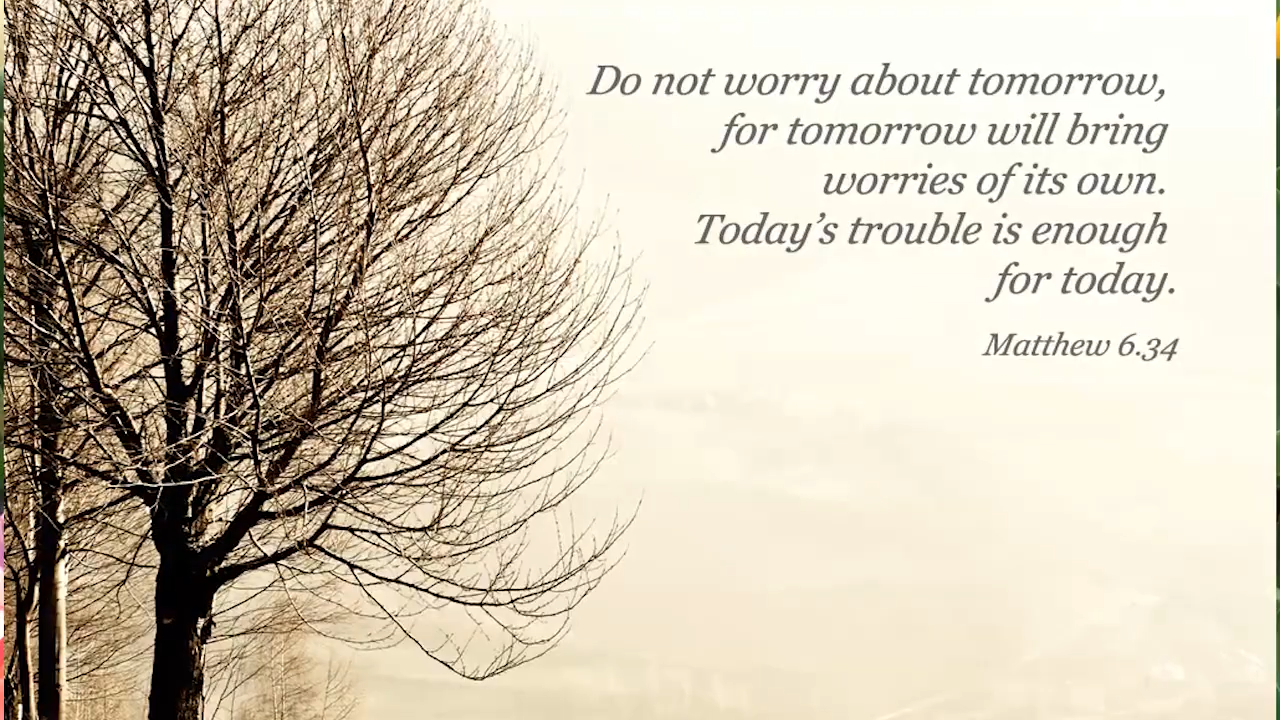 Do not worry about tomorrow,
for tomorrow will bring
worries of its own.
Today’s trouble is enough
for today.
Matthew 6.34